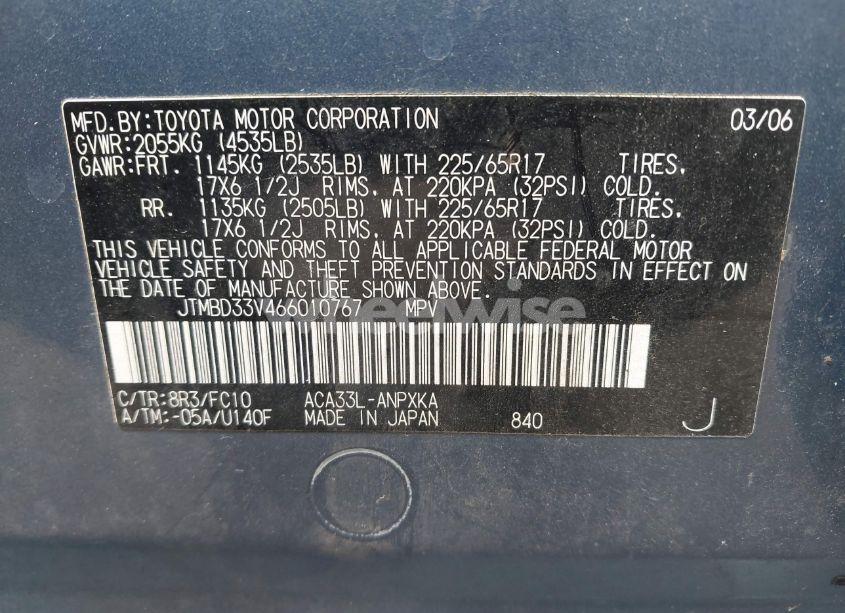 MFD.BY:TOYOTA MOTOR CORPORATION 03/06
GVWR:2055KG (4535LB)
GAWR:FRT. 1145KG (2535LB) WITH 225/65R17 TIRES,
17X6 1/2J RIMS, AT 220KPA (32PSI) COLD.
RR. 1135KG (2505LB) WITH 225/65R17 TIRES,
17X6 1/2J RIMS, AT 220KPA (32PSI) COLD.
THIS VEHICLE CONFORMS TO ALL APPLICABLE FEDERAL MOTOR
VEHICLE SAFETY AND THEFT PREVENTION STANDARDS IN EFFECT ON
THE DATE OF MANUFACTURE SHOWN ABOVE.
JTMBD33V466010767 MPV
C/TR:8R3/FC10 ACA33L-ANPXKA
A/TM:-05A/U140F MADE IN JAPAN 840 J